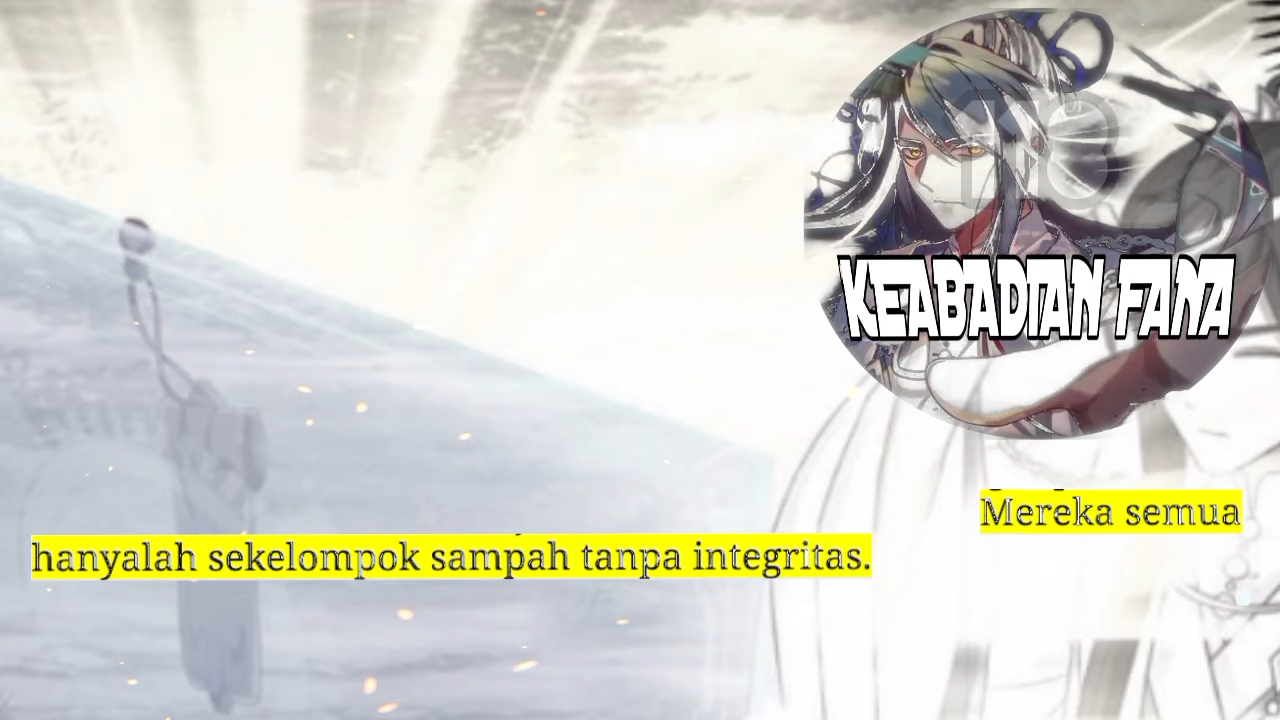 KEABADIAN FANA
Mereka semua
hanyalah sekelompok sampah tanpa integritas.